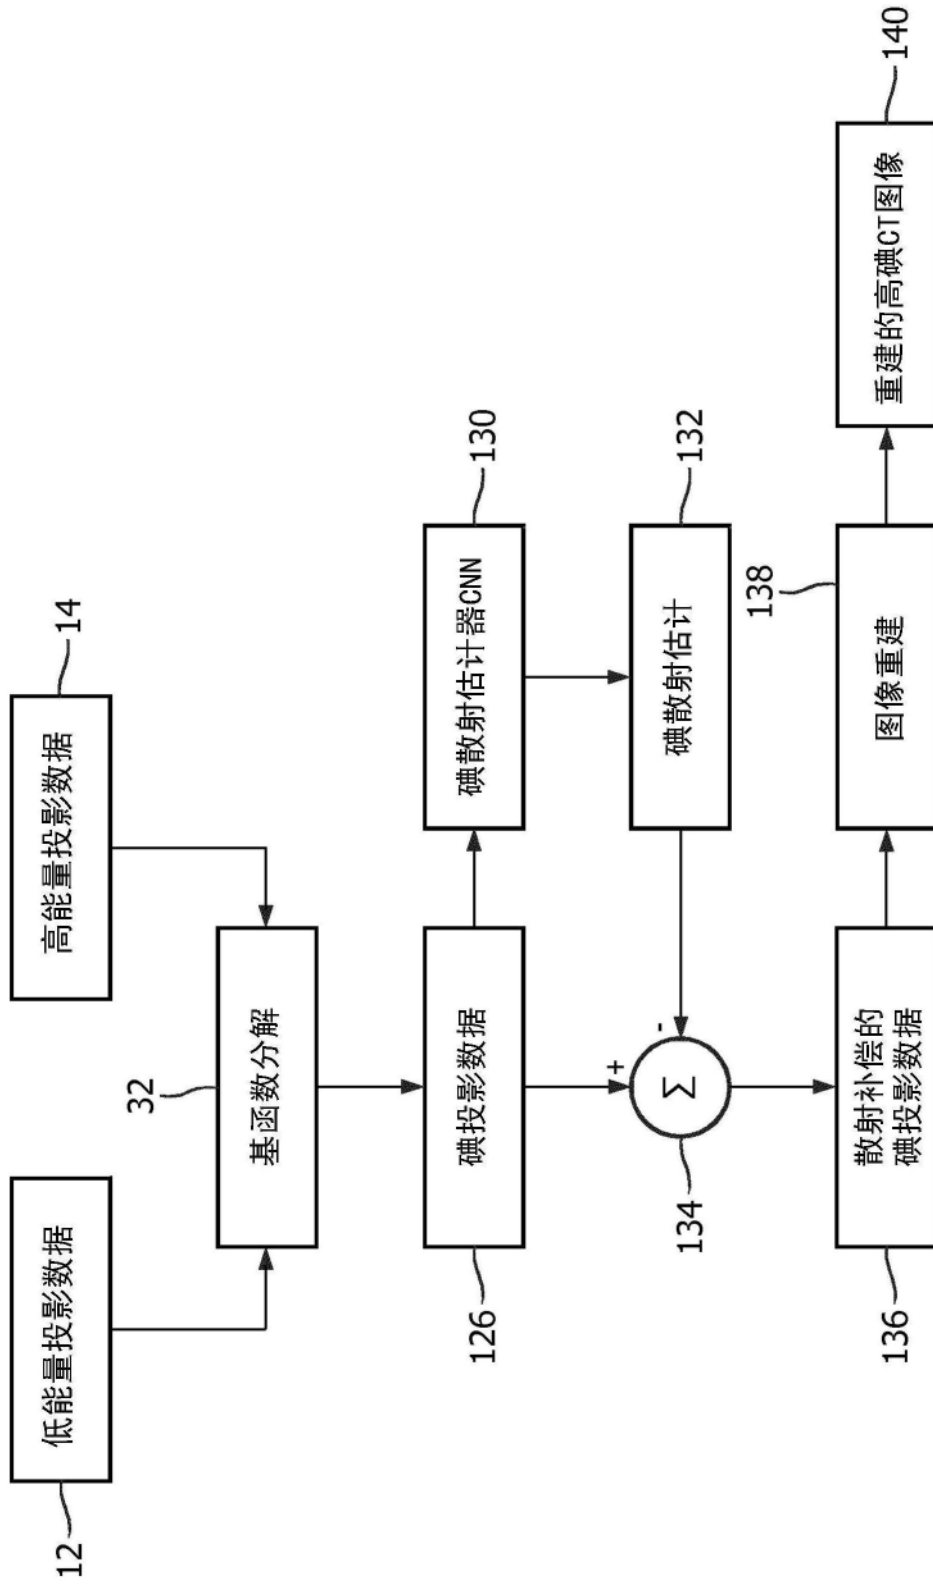 12
低能量投影数据
高能量投影数据
14
32
基函数分解
126
碘投影数据
碘散射估计器CNN
130
134
+
-
Σ
碘散射估计
132
136
散射补偿的
碘投影数据
138
图像重建
重建的高碘CT图像
140